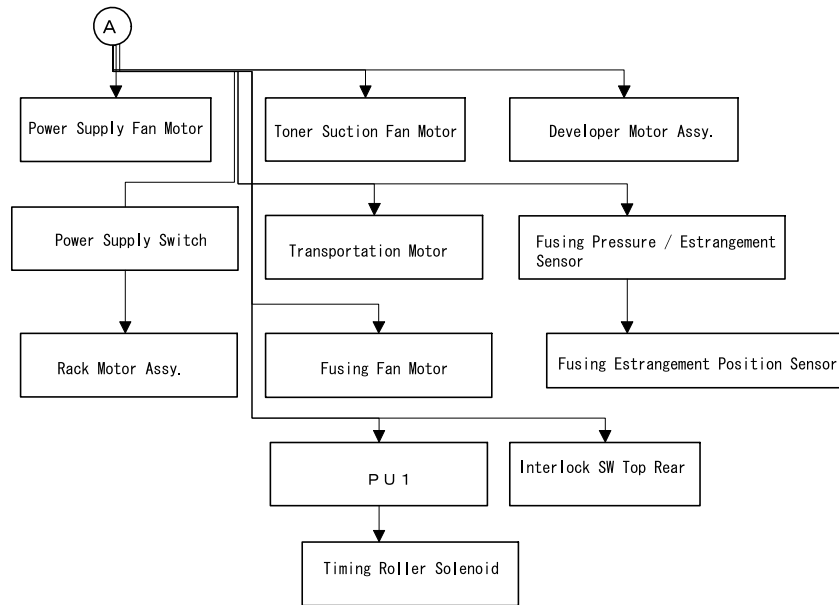 A
Power Supply Fan Motor
Toner Suction Fan Motor
Developer Motor Assy.
Power Supply Switch
Transportation Motor
Fusing Pressure / Estrangement
Sensor
Rack Motor Assy.
Fusing Fan Motor
Fusing Estrangement Position Sensor
PU1
Interlock SW Top Rear
Timing Roller Solenoid